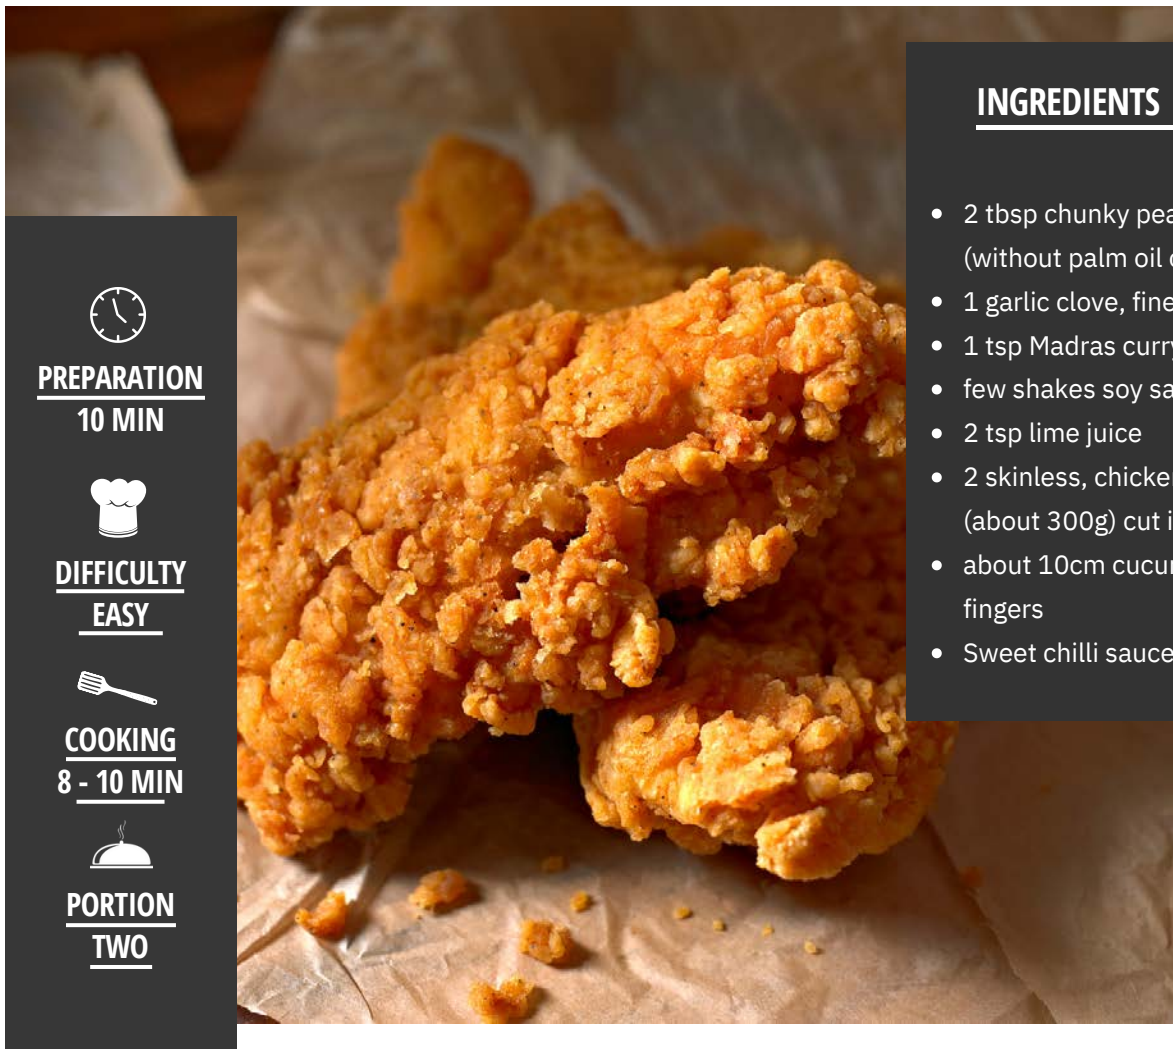 PREPARATION
10 MIN
DIFFICULTY
EASY
COOKING
8 - 10 MIN
PORTION
TWO
INGREDIENTS
• 2 tbsp chunky
(without palm oil
• 1 garlic clove,
• 1 tsp Madras
• few shakes soy
• 2 tsp lime juice
• 2 skinless,
(about 300g) cut
• about 10cm
fingers
• Sweet chilli sauce